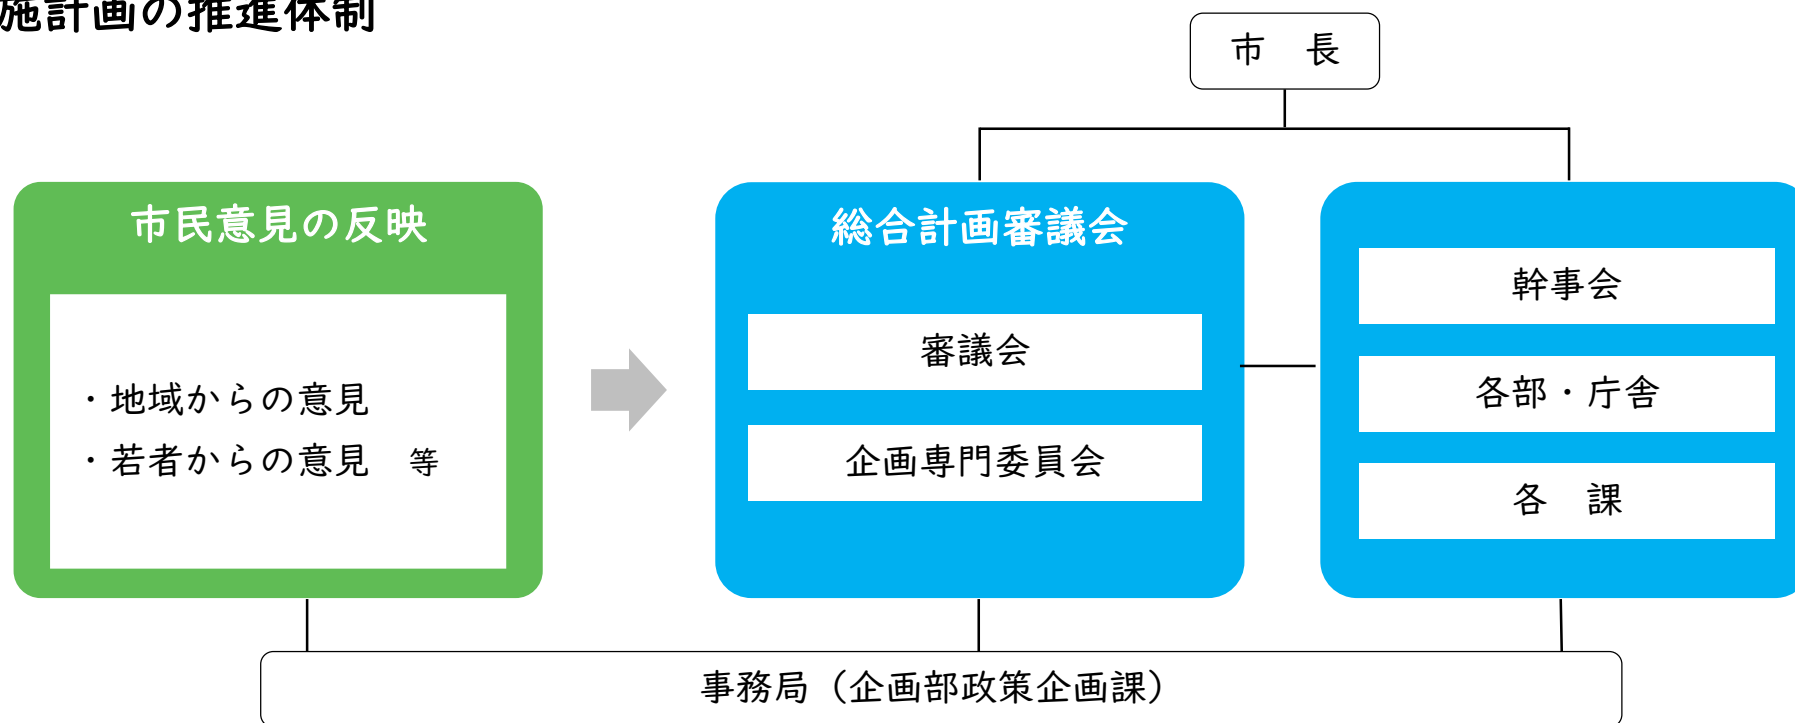 施計画の推進体制
市　長
市民意見の反映
・地域からの意見
・若者からの意見　等
総合計画審議会
審議会
企画専門委員会
幹事会
各部・庁舎
各　課
事務局（企画部政策企画課）